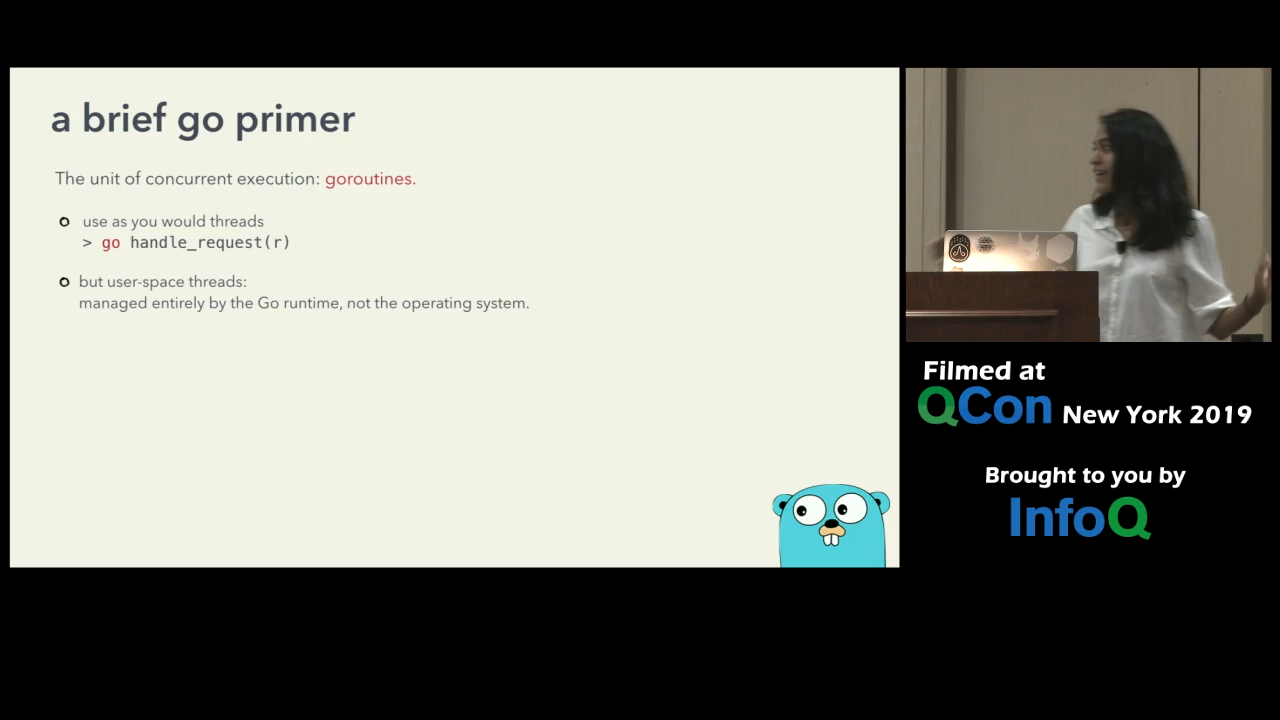 a brief go primer
The unit of concurrent execution: goroutines.
use as you would threads
> go handle_request(r)
but user-space threads:
managed entirely by the Go runtime, not the operating system.
Filmed at
QCon New York 2019
Brought to you by
InfoQ